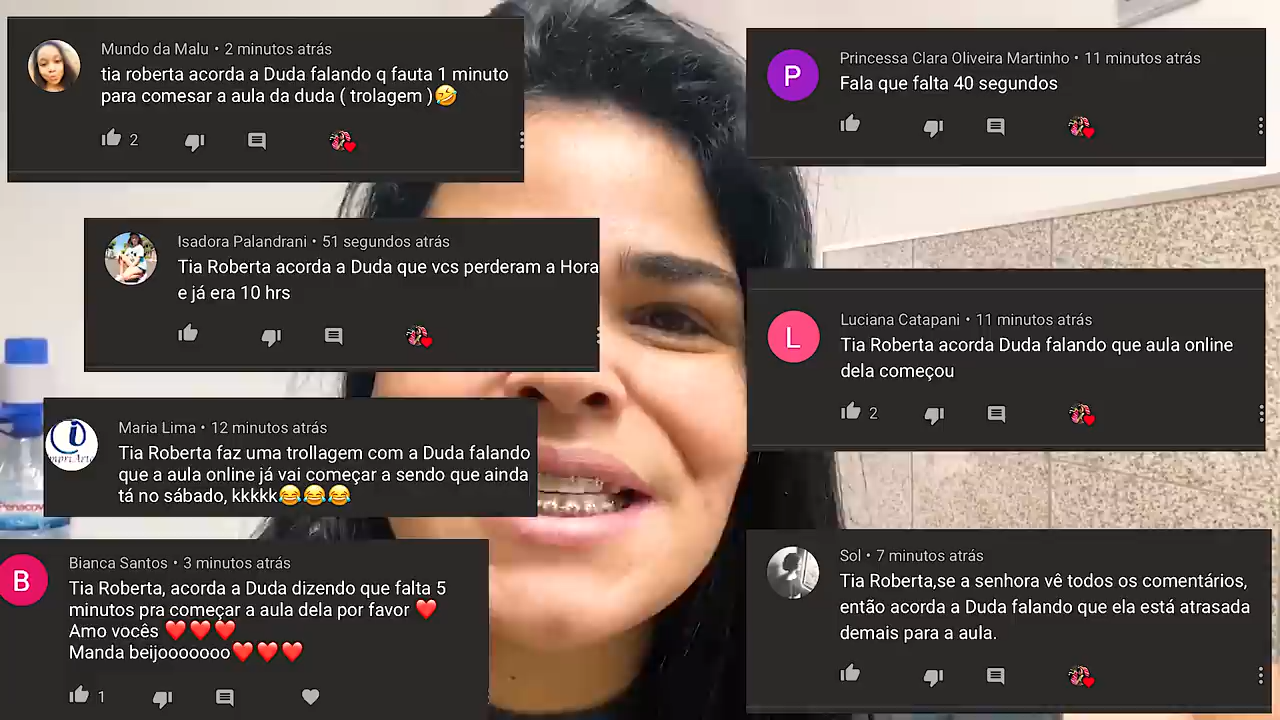 Mundo da Malu • 2 minutos atrás
tia roberta acorda a Duda falando q fauta 1 minuto
para comesar a aula da duda ( trolagem )🤣
2
Isadora Palandrani • 51 segundos atrás
Tia Roberta acorda a Duda que vcs perderam a Hora
e já era 10 hrs
Maria Lima • 12 minutos atrás
Tia Roberta faz uma trollagem com a Duda falando
que a aula online já vai começar a sendo que ainda
tá no sábado, kkkkk😂😂😂
B
Bianca Santos • 3 minutos atrás
Tia Roberta, acorda a Duda dizendo que falta 5
minutos pra começar a aula dela por favor ❤️
Amo vocês ❤️❤️❤️
Manda beijooooooo❤️❤️❤️
1
P
Princessa Clara Oliveira Martinho • 11 minutos atrás
Fala que falta 40 segundos
L
Luciana Catapani • 11 minutos atrás
Tia Roberta acorda Duda falando que aula online
dela começou
2
Sol • 7 minutos atrás
Tia Roberta,se a senhora vê todos os comentários,
então acorda a Duda falando que ela está atrasada
demais para a aula.